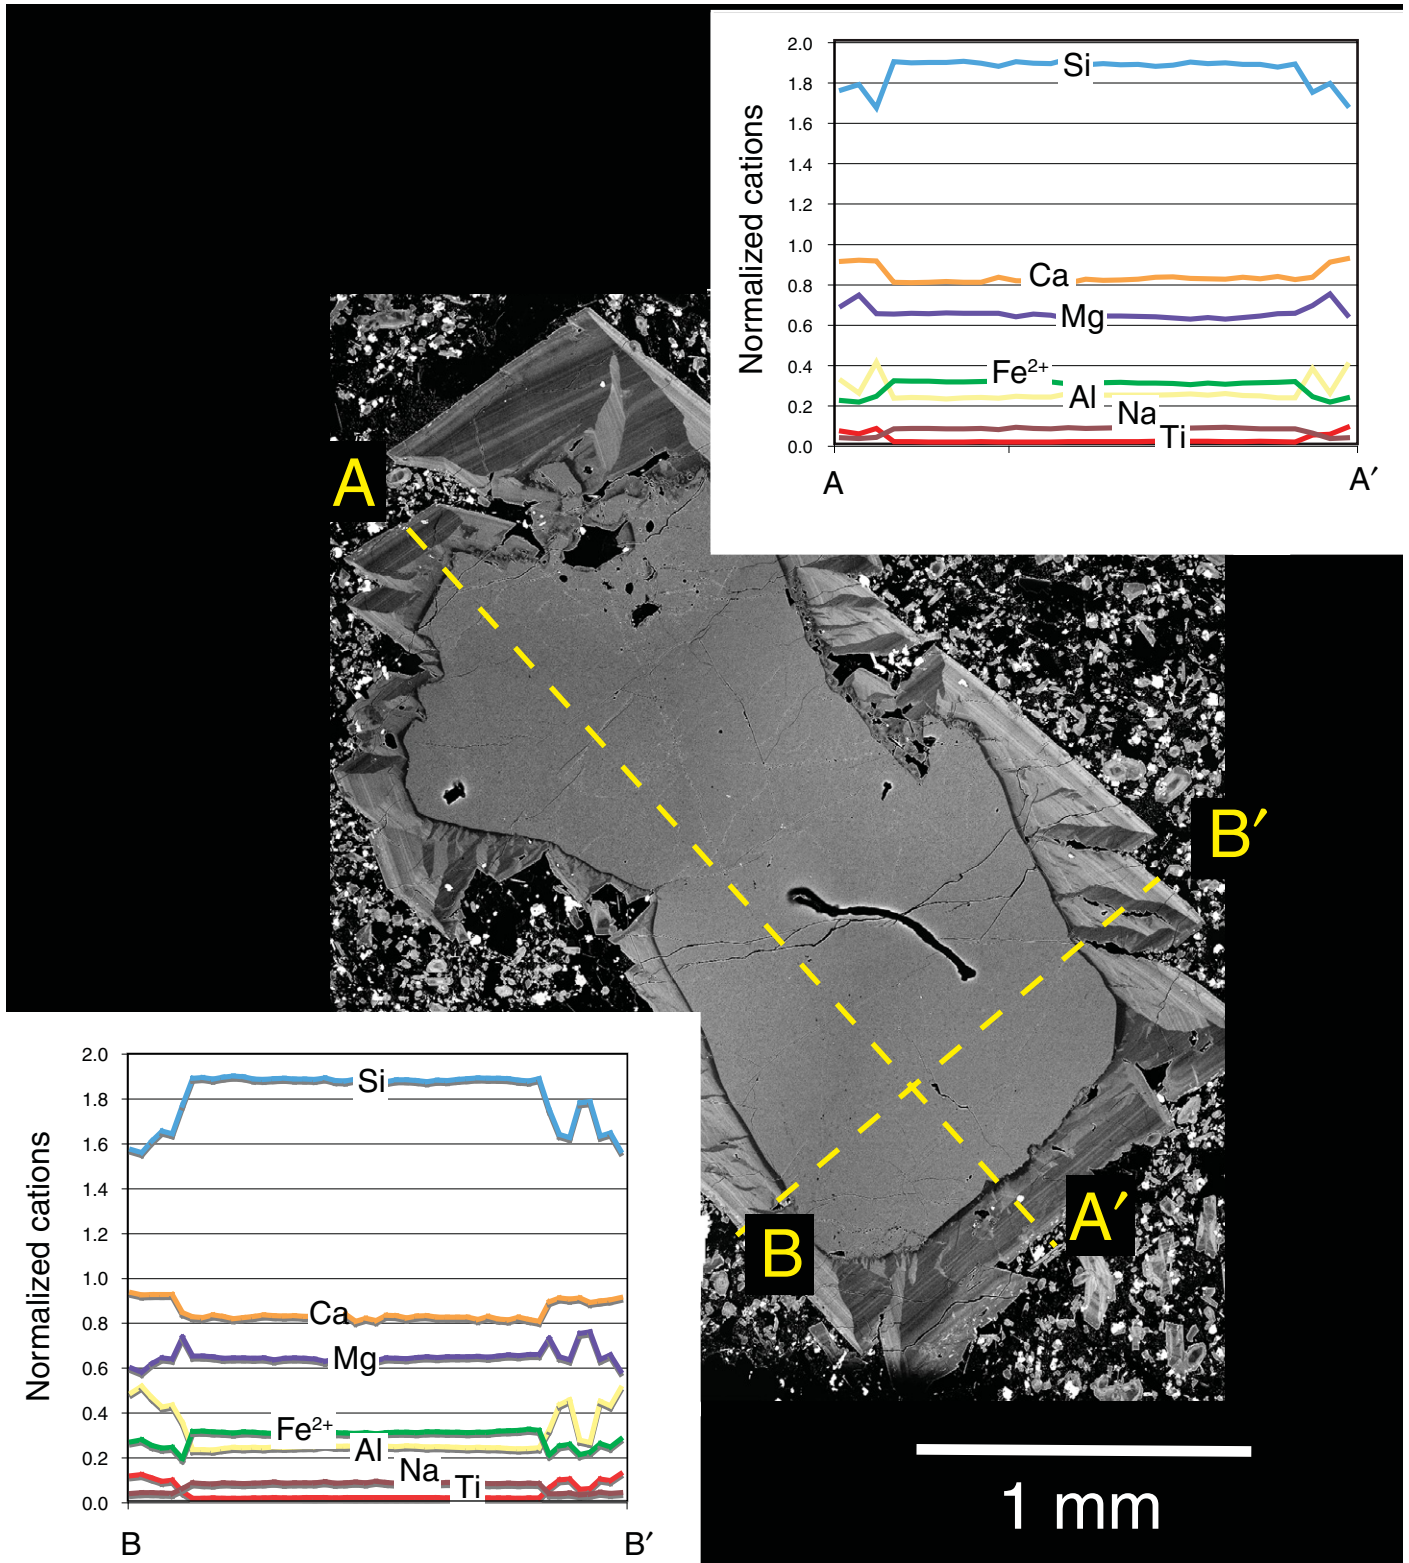 2.0
1.8
1.6
1.4
1.2
1.0
0.8
0.6
0.4
0.2
0.0
Normalized cations
Si
Ca
Mg
Fe²⁺
Al
Na
Ti
A
A′
A
B′
B
A′
2.0
1.8
1.6
1.4
1.2
1.0
0.8
0.6
0.4
0.2
0.0
Normalized cations
Si
Ca
Mg
Fe²⁺
Al
Na
Ti
B
B′
1 mm